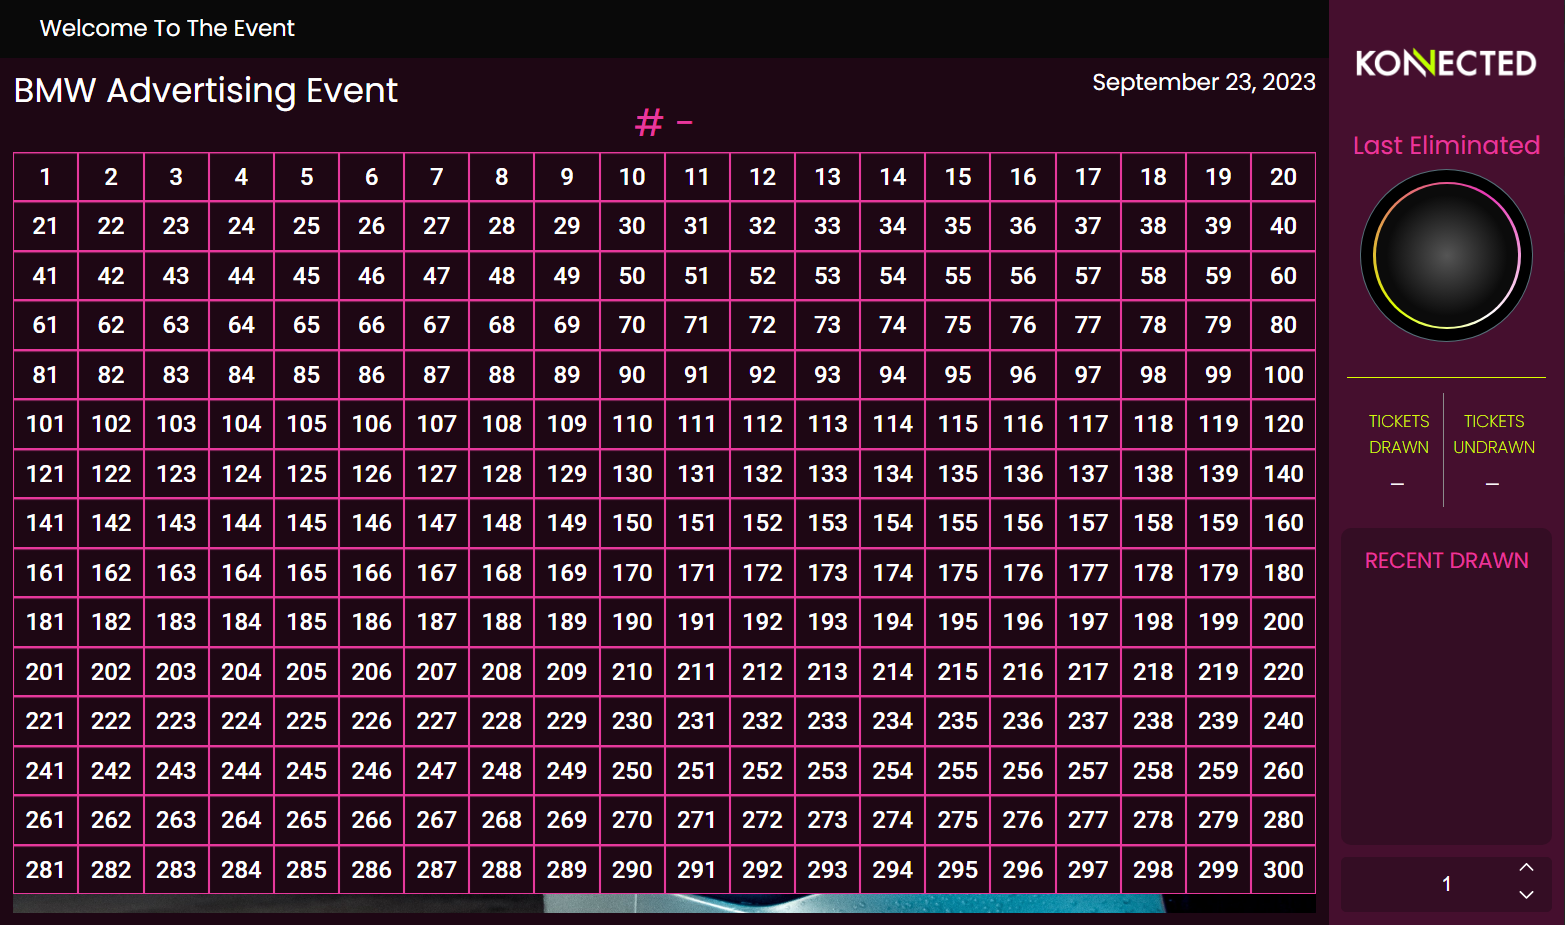 Welcome To The Event
BMW Advertising Event
September 23, 2023
# -
1 2 3 4 5 6 7 8 9 10 11 12 13 14 15 16 17 18 19 20
21 22 23 24 25 26 27 28 29 30 31 32 33 34 35 36 37 38 39 40
41 42 43 44 45 46 47 48 49 50 51 52 53 54 55 56 57 58 59 60
61 62 63 64 65 66 67 68 69 70 71 72 73 74 75 76 77 78 79 80
81 82 83 84 85 86 87 88 89 90 91 92 93 94 95 96 97 98 99 100
101 102 103 104 105 106 107 108 109 110 111 112 113 114 115 116 117 118 119 120
121 122 123 124 125 126 127 128 129 130 131 132 133 134 135 136 137 138 139 140
141 142 143 144 145 146 147 148 149 150 151 152 153 154 155 156 157 158 159 160
161 162 163 164 165 166 167 168 169 170 171 172 173 174 175 176 177 178 179 180
181 182 183 184 185 186 187 188 189 190 191 192 193 194 195 196 197 198 199 200
201 202 203 204 205 206 207 208 209 210 211 212 213 214 215 216 217 218 219 220
221 222 223 224 225 226 227 228 229 230 231 232 233 234 235 236 237 238 239 240
241 242 243 244 245 246 247 248 249 250 251 252 253 254 255 256 257 258 259 260
261 262 263 264 265 266 267 268 269 270 271 272 273 274 275 276 277 278 279 280
281 282 283 284 285 286 287 288 289 290 291 292 293 294 295 296 297 298 299 300
KONNECTED
Last Eliminated
TICKETS
DRAWN
–
TICKETS
UNDRAWN
–
RECENT DRAWN
1